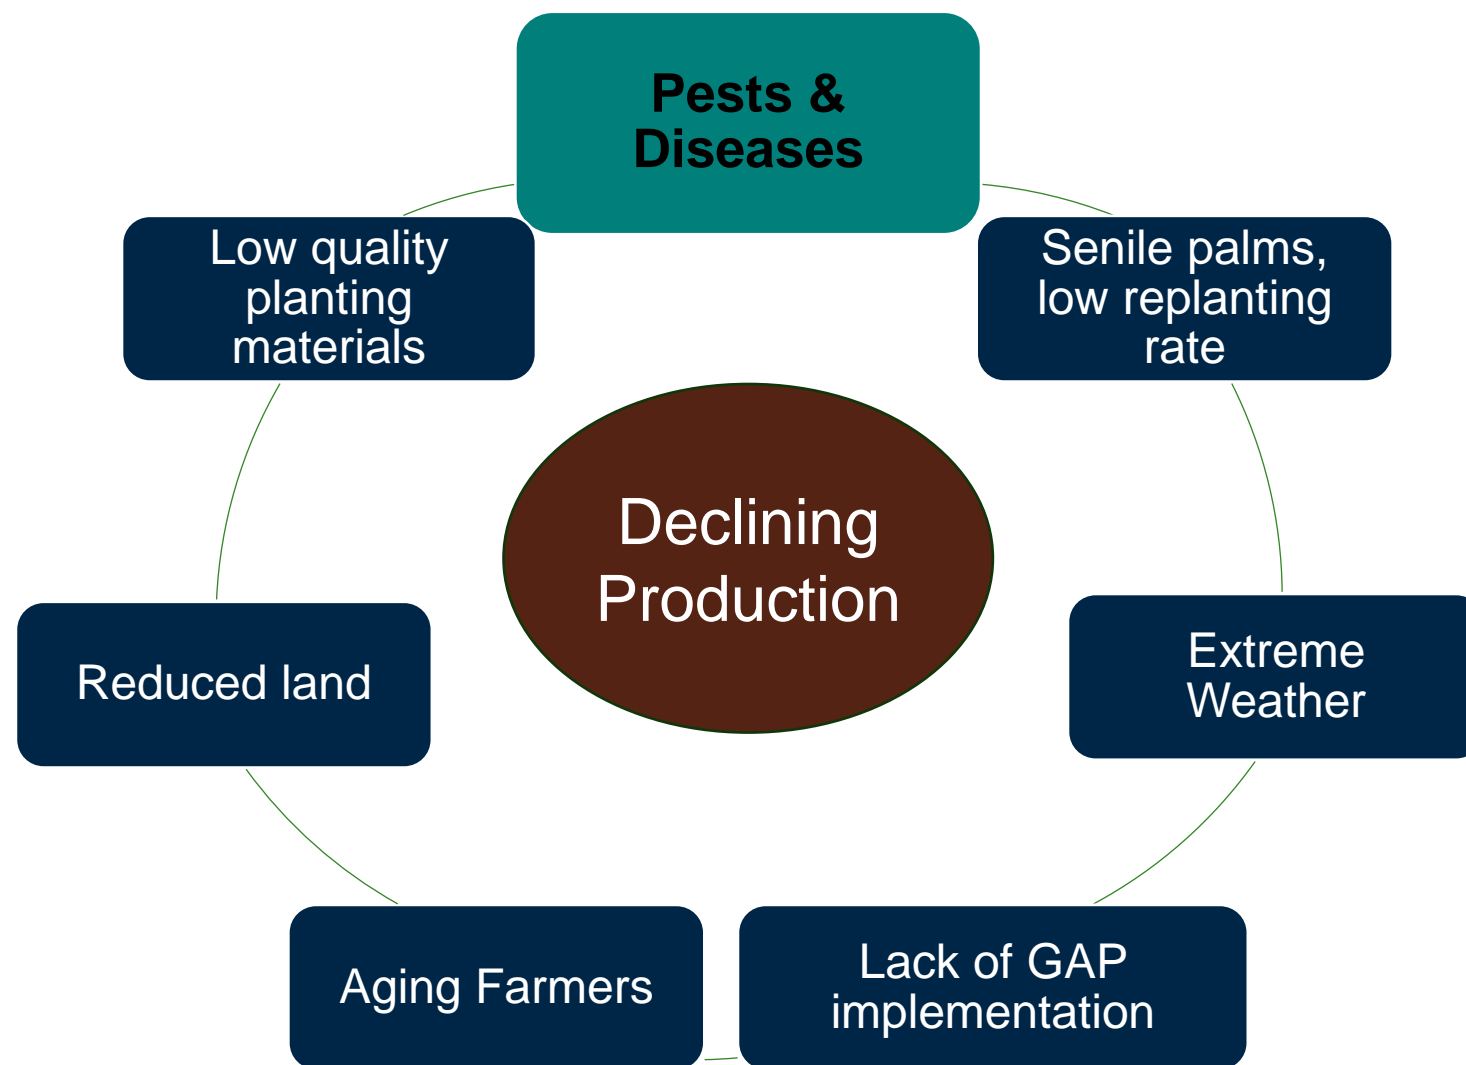 Pests &
Diseases
Low quality
planting
materials
Senile palms,
low replanting
rate
Declining
Production
Reduced land
Extreme
Weather
Aging Farmers
Lack of GAP
implementation